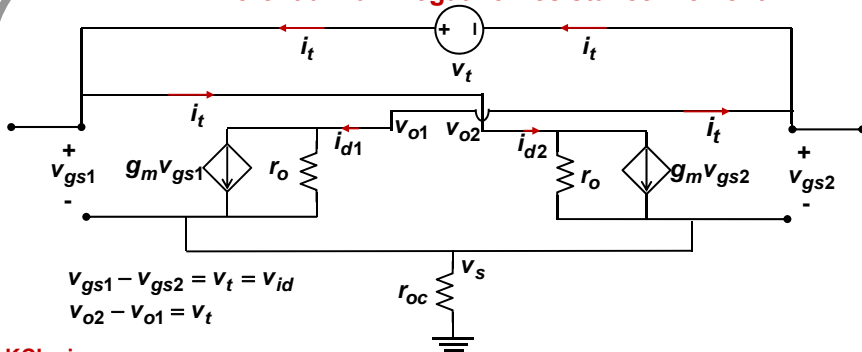 + -
i_t i_t
v_t
i_t
v_o1 v_o2 i_t
i_d1 i_d2
+ +
v_gs1 g_m v_gs1 r_o r_o g_m v_gs2 v_gs2
- -
v_s
v_gs1 – v_gs2 = v_t = v_id
r_oc
v_o2 – v_o1 = v_t